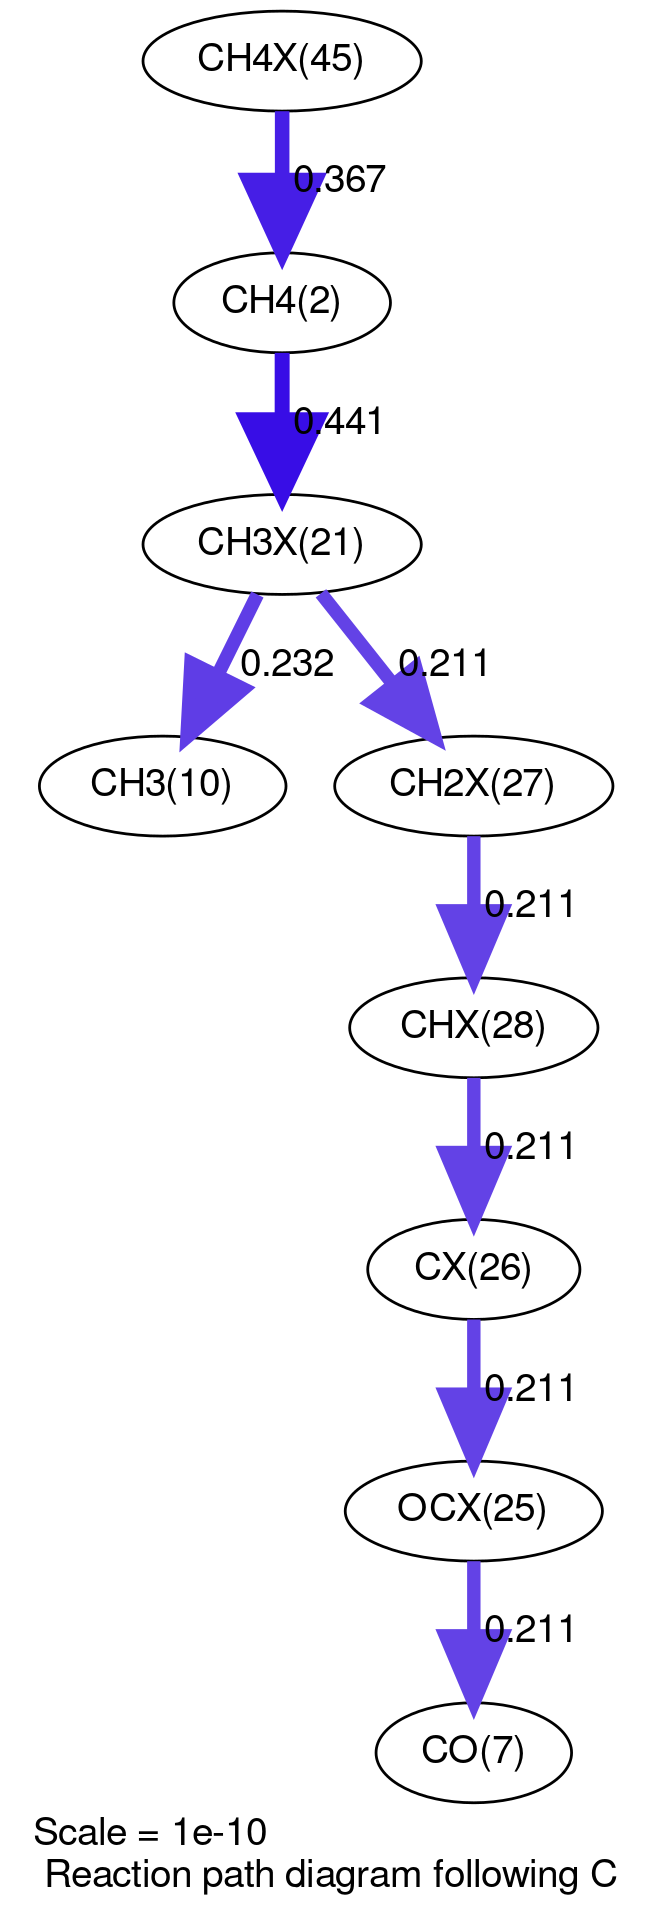 CH4X(45)
0.367
CH4(2)
0.441
CH3X(21)
0.232
0.211
CH3(10)
CH2X(27)
0.211
CHX(28)
0.211
CX(26)
0.211
OCX(25)
0.211
CO(7)
Scale = 1e-10
Reaction path diagram following C